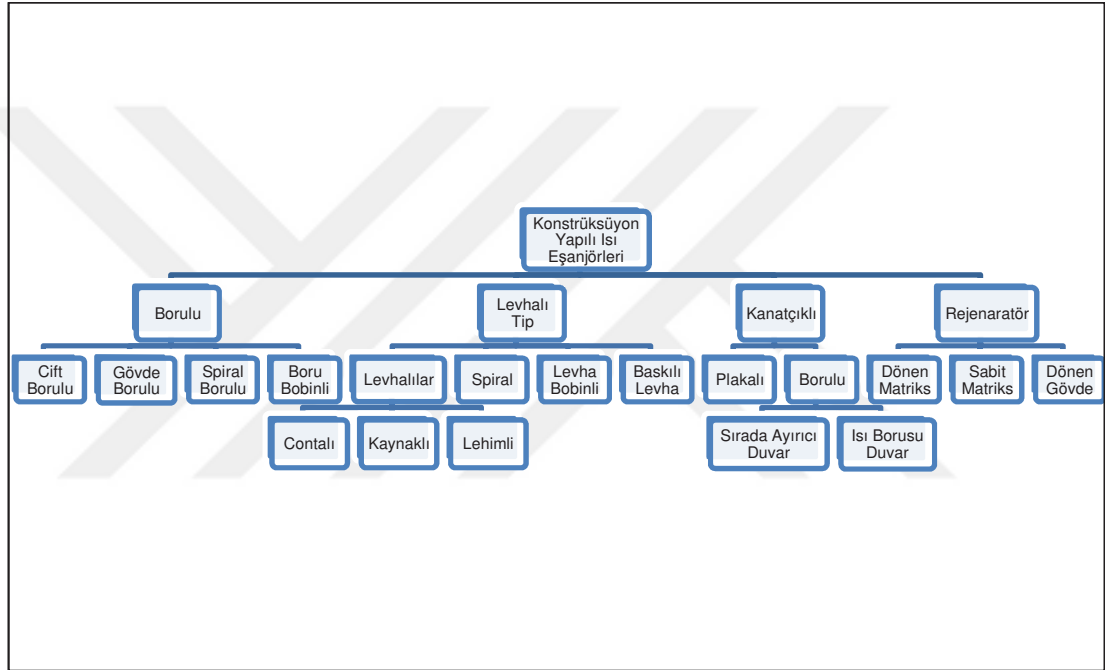 Konstrüksüyon
Yapılı Isı
Eşanjörleri
Borulu
Levhalı
Tip
Kanatçıklı
Rejenaratör
Cift
Borulu
Gövde
Borulu
Spiral
Borulu
Boru
Bobinli
Levhalılar
Spiral
Levha
Bobinli
Baskılı
Levha
Plakalı
Borulu
Dönen
Matriks
Sabit
Matriks
Dönen
Gövde
Contalı
Kaynaklı
Lehimli
Sırada Ayırıcı
Duvar
Isı Borusu
Duvar